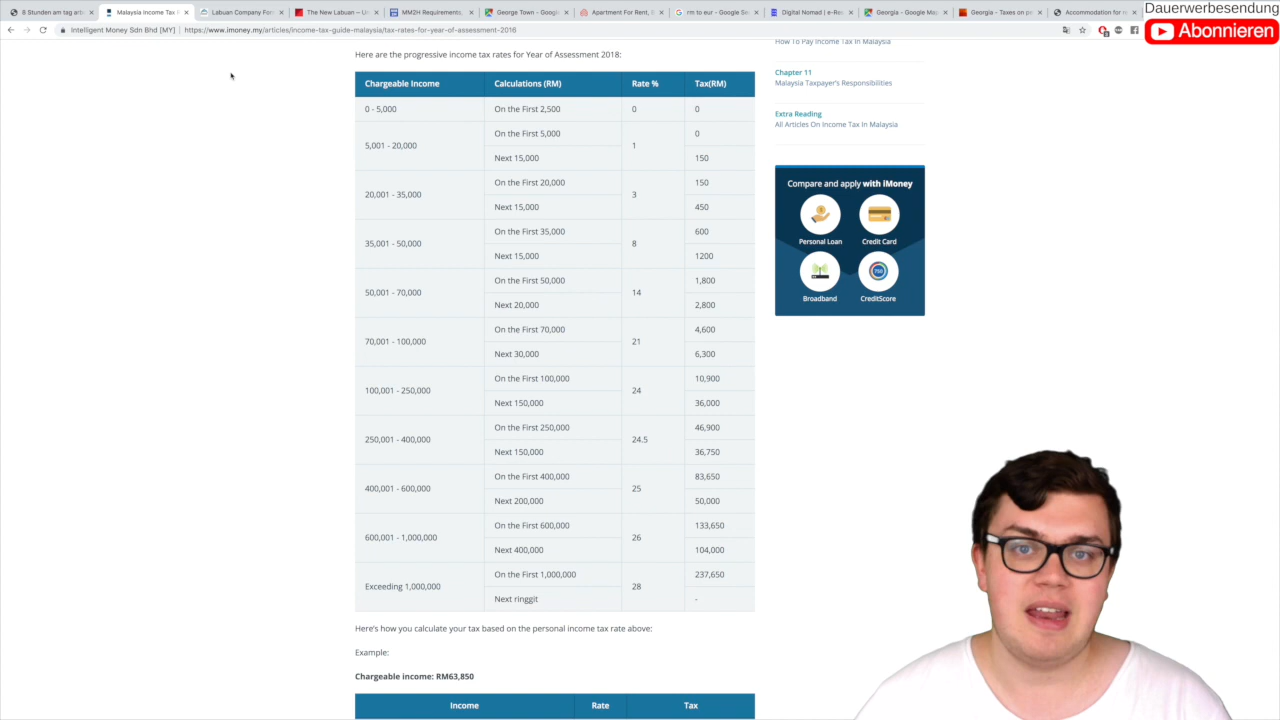 8 Stunden am tag arb
Malaysia Income Tax
Labuan Company For
The New Labuan – U
MM2H Requirements,
George Town – Googl
Apartment For Rent,
rm to eur - Google Se
Digital Nomad | e-Re
Georgia – Google Ma
Georgia - Taxes on pe
Accommodation for
Dauerwerbesendung
Intelligent Money Sdn Bhd [MY]
https://www.imoney.my/articles/income-tax-guide-malaysia/tax-rates-for-year-of-assessment-2016
Abonnieren
Here are the progressive income tax rates for Year of Assessment 2018:
How To Pay Income Tax In Malaysia
Chapter 11
Malaysia Taxpayer's Responsibilities
Extra Reading
All Articles On Income Tax In Malaysia
Compare and apply with iMoney
Personal Loan
Credit Card
750
Broadband
CreditScore
Chargeable Income Calculations (RM) Rate % Tax(RM)
0 - 5,000 On the First 2,500 0 0
On the First 5,000 0
5,001 - 20,000 1
Next 15,000 150
On the First 20,000 150
20,001 - 35,000 3
Next 15,000 450
On the First 35,000 600
35,001 - 50,000 8
Next 15,000 1200
On the First 50,000 1,800
50,001 - 70,000 14
Next 20,000 2,800
On the First 70,000 4,600
70,001 - 100,000 21
Next 30,000 6,300
On the First 100,000 10,900
100,001 - 250,000 24
Next 150,000 36,000
On the First 250,000 46,900
250,001 - 400,000 24.5
Next 150,000 36,750
On the First 400,000 83,650
400,001 - 600,000 25
Next 200,000 50,000
On the First 600,000 133,650
600,001 - 1,000,000 26
Next 400,000 104,000
On the First 1,000,000 237,650
Exceeding 1,000,000 28
Next ringgit -
Here's how you calculate your tax based on the personal income tax rate above:
Example:
Chargeable income: RM63,850
Income Rate Tax